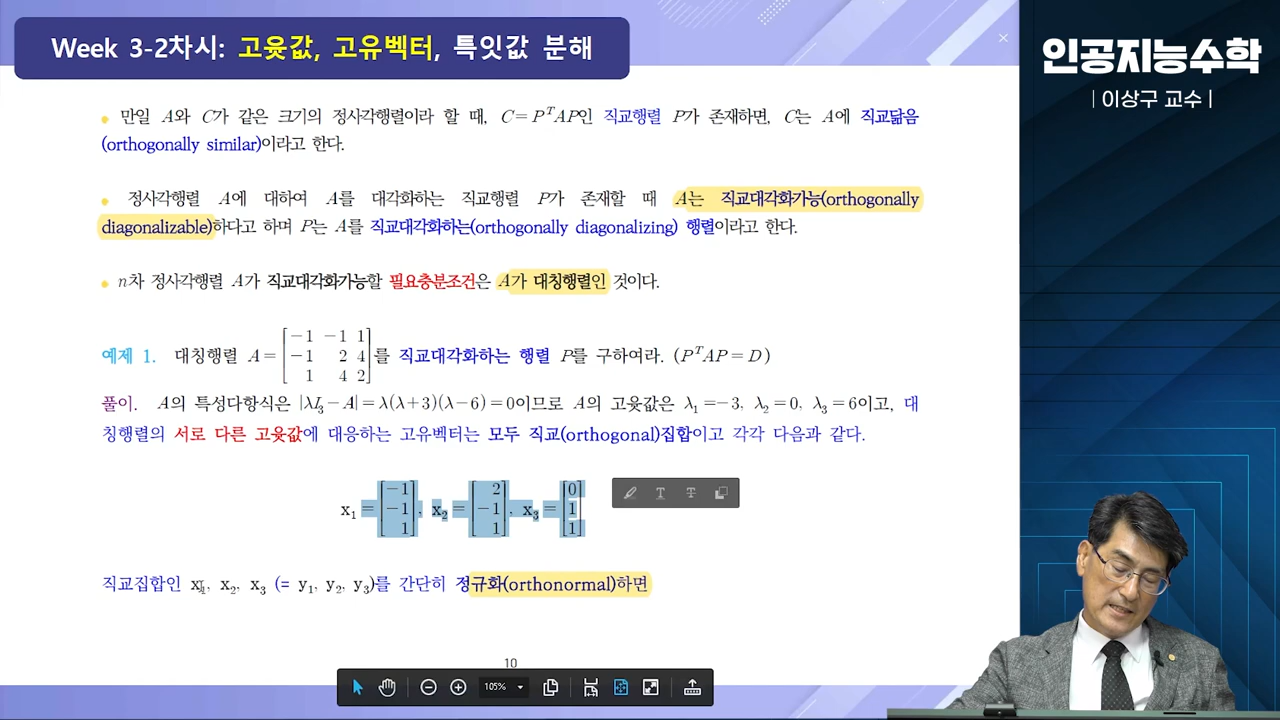 Week 3-2차시: 고윳값, 고유벡터, 특잇값 분해
인공지능수학
| 이상구 교수 |
• 만일 A와 C가 같은 크기의 정사각행렬이라 할 때, C = P^T AP인 직교행렬 P가 존재하면, C는 A에 직교닮음
(orthogonally similar)이라고 한다.
• 정사각행렬 A에 대하여 A를 대각화하는 직교행렬 P가 존재할 때 A는 직교대각화가능(orthogonally
diagonalizable)하다고 하며 P는 A를 직교대각화하는(orthogonally diagonalizing) 행렬이라고 한다.
• n차 정사각행렬 A가 직교대각화가능할 필요충분조건은 A가 대칭행렬인 것이다.
예제 1. 대칭행렬 A = [−1 −1 1; −1 2 4; 1 4 2]를 직교대각화하는 행렬 P를 구하여라. (P^T AP = D)
풀이. A의 특성다항식은 |λI₃ − A| = λ(λ+3)(λ−6) = 0이므로 A의 고윳값은 λ₁ = −3, λ₂ = 0, λ₃ = 6이고, 대
칭행렬의 서로 다른 고윳값에 대응하는 고유벡터는 모두 직교(orthogonal)집합이고 각각 다음과 같다.
x₁ = [−1; −1; 1], x₂ = [2; −1; 1], x₃ = [0; 1; 1]
직교집합인 x₁, x₂, x₃ (= y₁, y₂, y₃)를 간단히 정규화(orthonormal)하면
10
105%